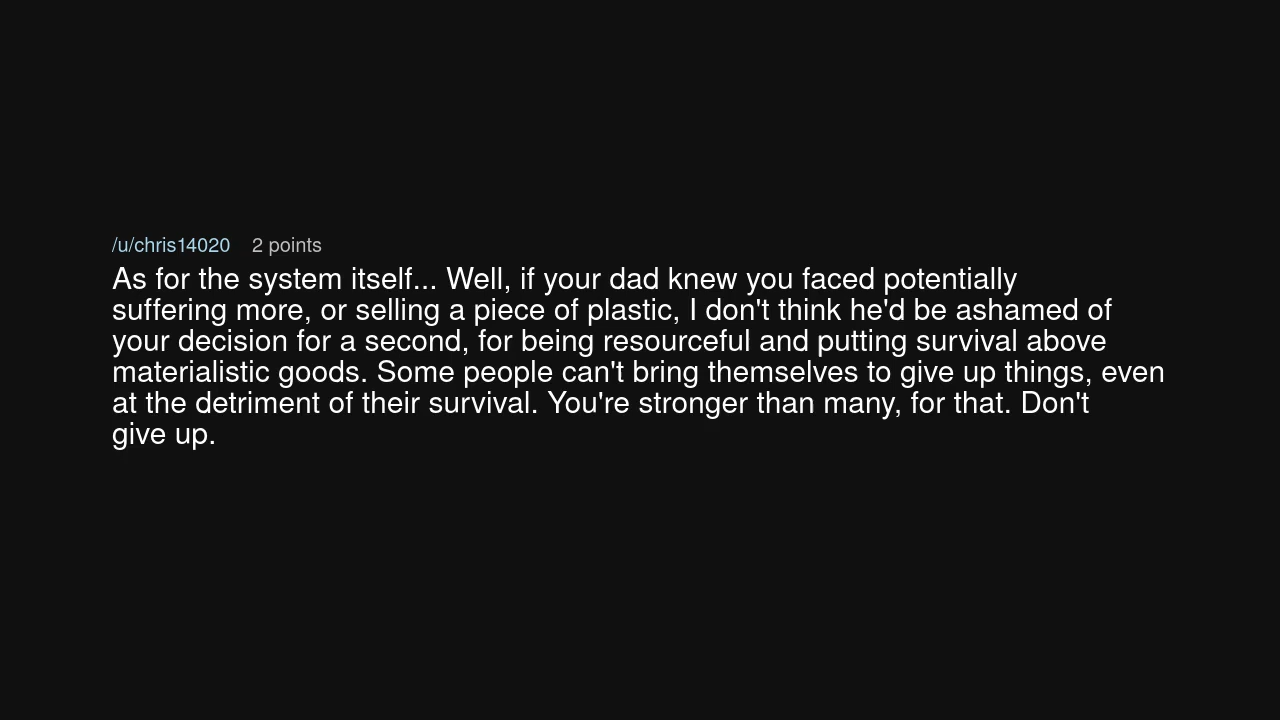 /u/chris14020 2 points
As for the system itself... Well, if your dad knew you faced potentially
suffering more, or selling a piece of plastic, I don't think he'd be ashamed of
your decision for a second, for being resourceful and putting survival above
materialistic goods. Some people can't bring themselves to give up things, even
at the detriment of their survival. You're stronger than many, for that. Don't
give up.